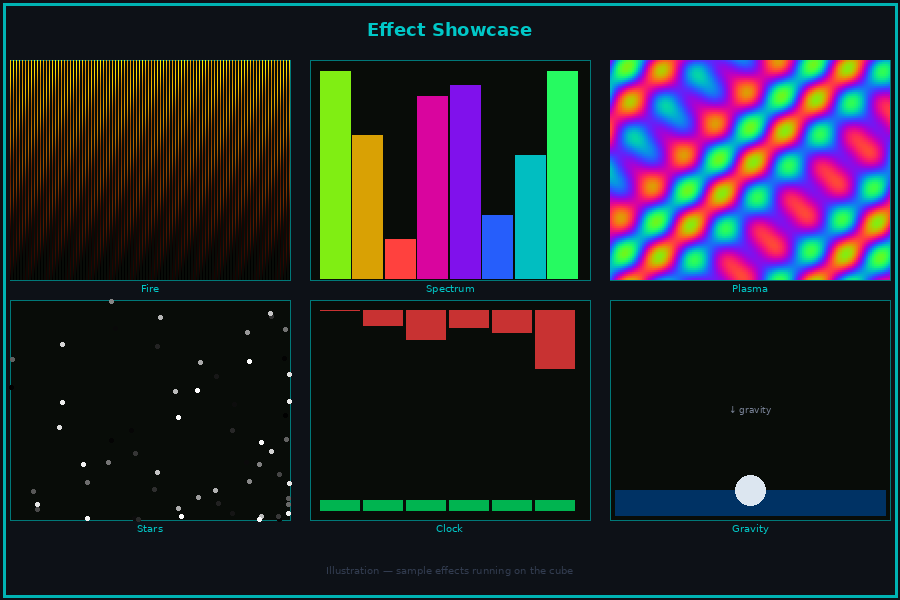 Effect Showcase
Fire
Spectrum
Plasma
↓ gravity
Stars
Clock
Gravity
Illustration — sample effects running on the cube